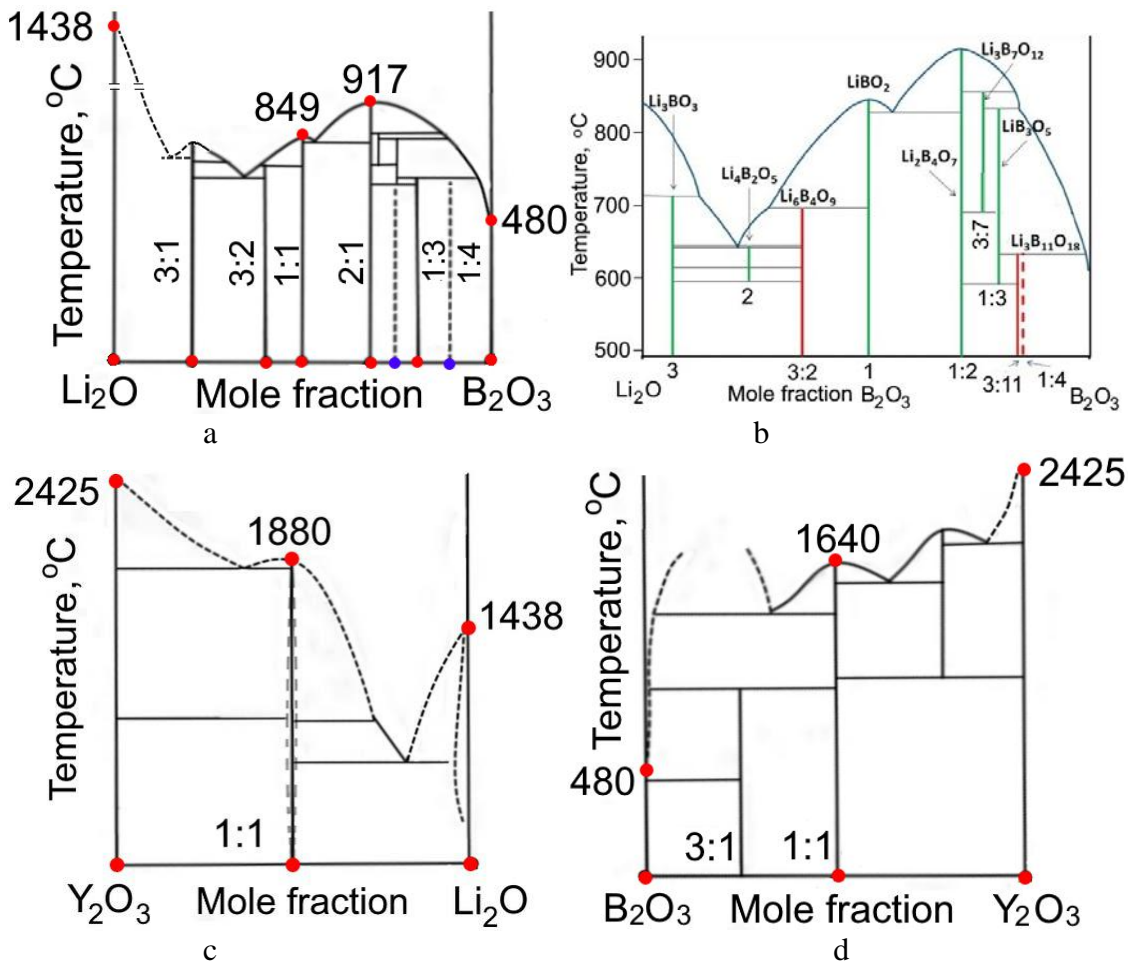 1438
917
849
480
Temperature, °C
3:1
3:2
1:1
2:1
1:3
1:4
Li₂O
Mole fraction
B₂O₃
a
900
800
700
600
500
Temperature, °C
Li₃BO₃
Li₄B₂O₅
Li₆B₄O₉
LiBO₂
Li₂B₄O₇
Li₃B₇O₁₂
LiB₃O₅
Li₃B₁₁O₁₈
2
3:7
1:3
3
3:2
1
1:2
3:11
1:4
Li₂O
Mole fraction B₂O₃
B₂O₃
b
2425
1880
1438
Temperature, °C
1:1
Y₂O₃
Mole fraction
Li₂O
c
2425
1640
480
Temperature, °C
3:1
1:1
B₂O₃
Mole fraction
Y₂O₃
d